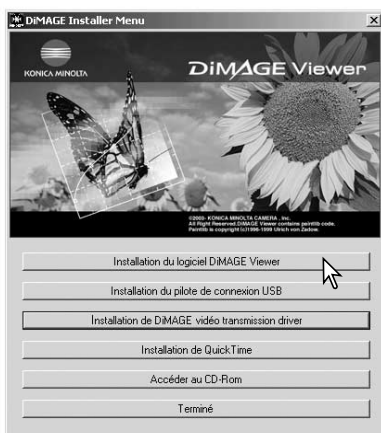 DiMAGE Installer Menu
KONICA MINOLTA
DiMAGE Viewer
©2003- KONICA MINOLTA CAMERA , Inc.
All Right Reserved.DiMAGE Viewer contains paintlib code.
Paintlib is copyright (c)1996-1998 Ulrich von Zadow.
Installation du logiciel DiMAGE Viewer
Installation du pilote de connexion USB
Installation de DiMAGE vidéo transmission driver
Installation de QuickTime
Accéder au CD-Rom
Terminé